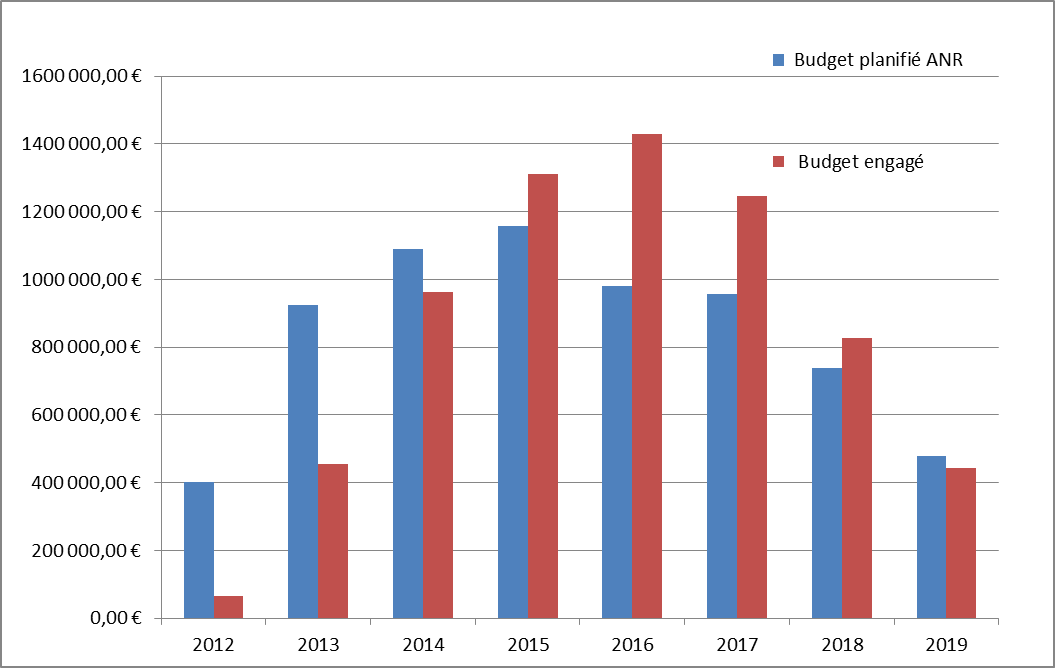 Budget planifié ANR
1600 000,00 €
1400 000,00 €
Budget engagé
1200 000,00 €
1000 000,00 €
800 000,00 €
600 000,00 €
400 000,00 €
200 000,00 €
0,00 €
2012 2013 2014 2015 2016 2017 2018 2019